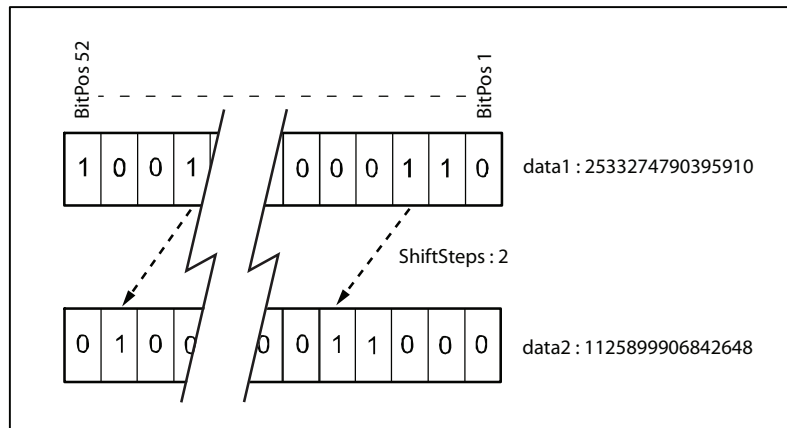 BitPos 52
BitPos 1
1 0 0 1 0 0 0 1 1 0
data1 : 2533274790395910
ShiftSteps : 2
0 1 0 0 0 0 1 1 0 0 0
data2 : 1125899906842648